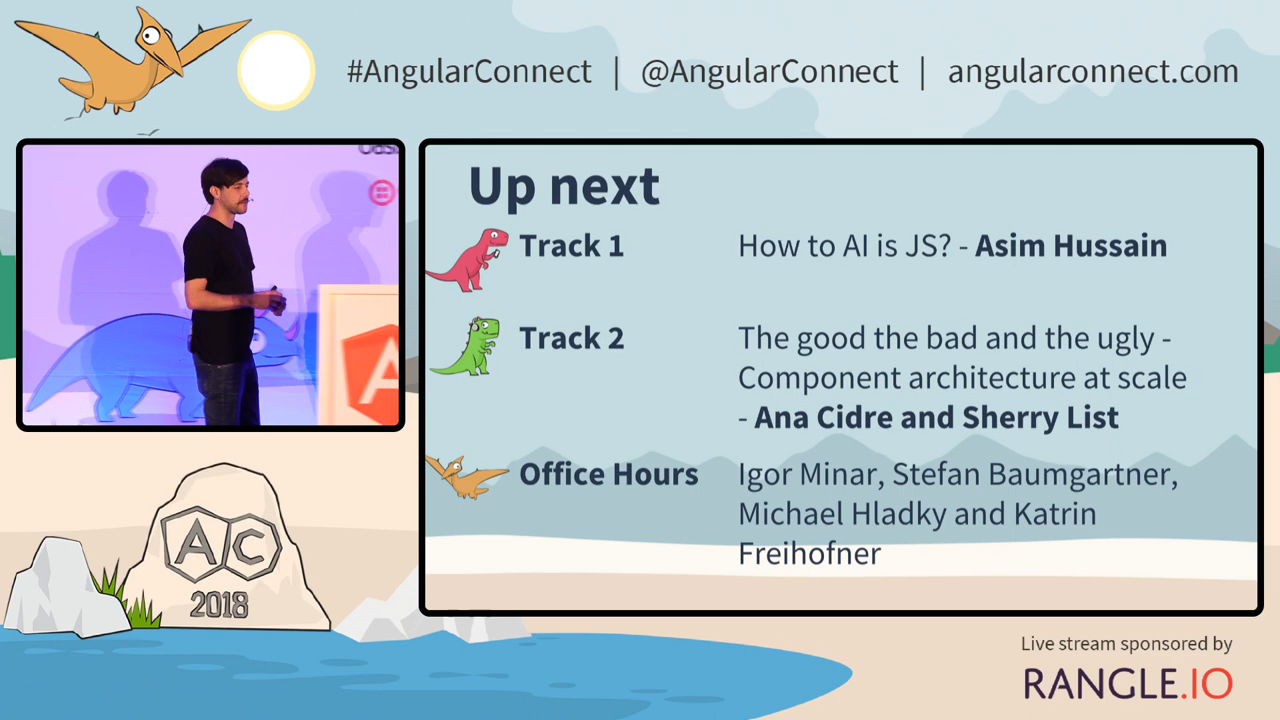 #AngularConnect | @AngularConnect | angularconnect.com
Up next
Track 1 How to AI is JS? - Asim Hussain
Track 2 The good the bad and the ugly -
Component architecture at scale
- Ana Cidre and Sherry List
Office Hours Igor Minar, Stefan Baumgartner,
Michael Hladky and Katrin
Freihofner
A
AC
2018
Live stream sponsored by
RANGLE.IO